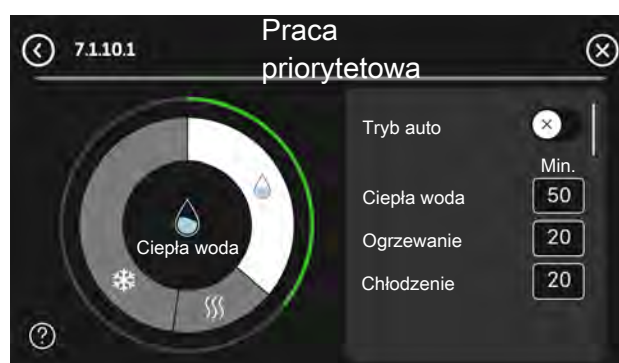 7.1.10.1
Praca
priorytetowa
Tryb auto
Min.
Ciepła woda 50
Ogrzewanie 20
Chłodzenie 20
Ciepła woda
?